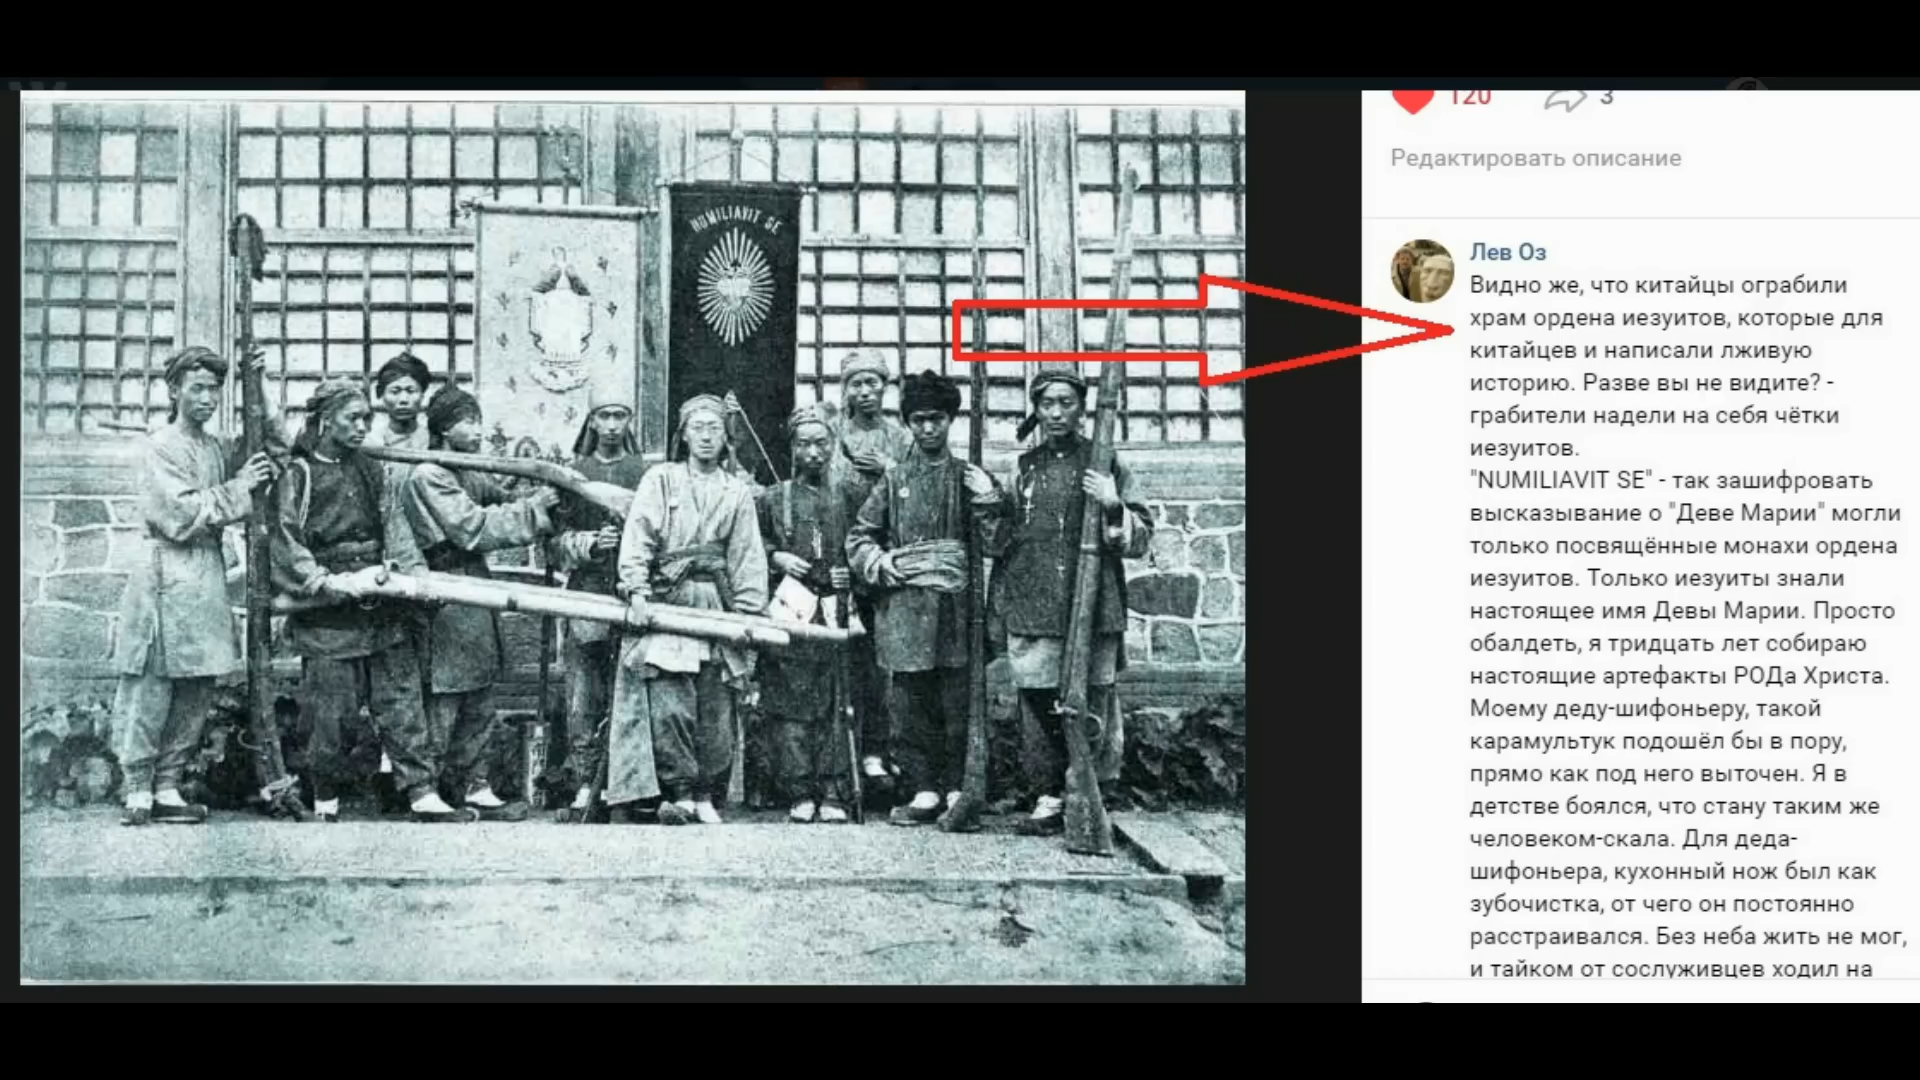 HUMILIAVIT SE
120 3
Редактировать описание
Лев Оз
Видно же, что китайцы ограбили
храм ордена иезуитов, которые для
китайцев и написали лживую
историю. Разве вы не видите? -
грабители надели на себя чётки
иезуитов.
"NUMILIAVIT SE" - так зашифровать
высказывание о "Деве Марии" могли
только посвящённые монахи ордена
иезуитов. Только иезуиты знали
настоящее имя Девы Марии. Просто
обалдеть, я тридцать лет собираю
настоящие артефакты РОДа Христа.
Моему деду-шифоньеру, такой
карамультук подошёл бы в пору,
прямо как под него выточен. Я в
детстве боялся, что стану таким же
человеком-скала. Для деда-
шифоньера, кухонный нож был как
зубочистка, от чего он постоянно
расстраивался. Без неба жить не мог,
и тайком от сослуживцев ходил на